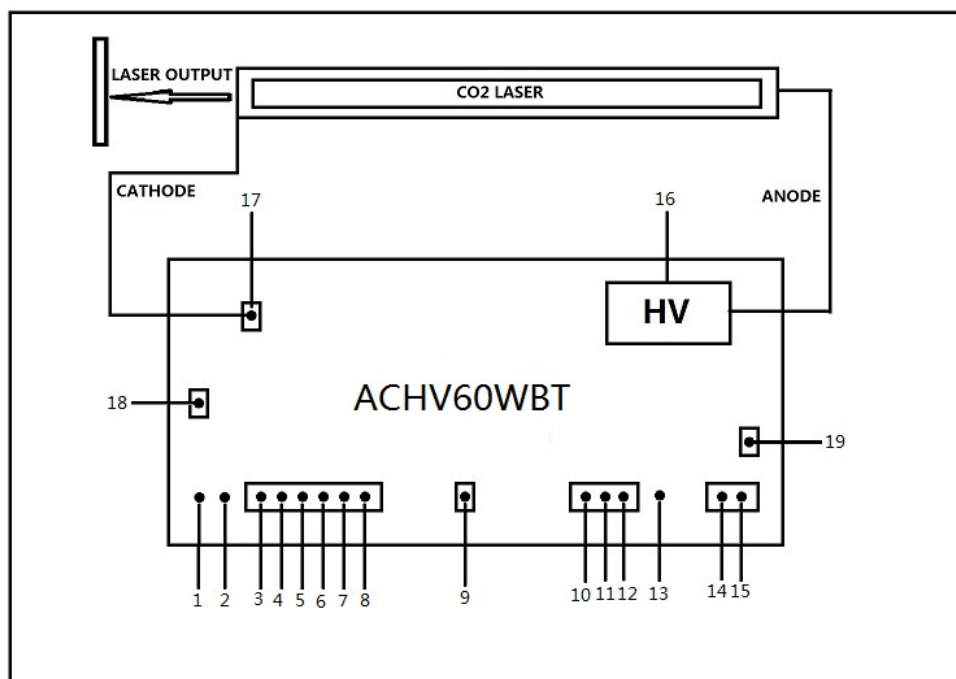 LASER OUTPUT
CO2 LASER
CATHODE
ANODE
17
16
HV
ACHV60WBT
18
19
1 2 3 4 5 6 7 8 9 10 11 12 13 14 15